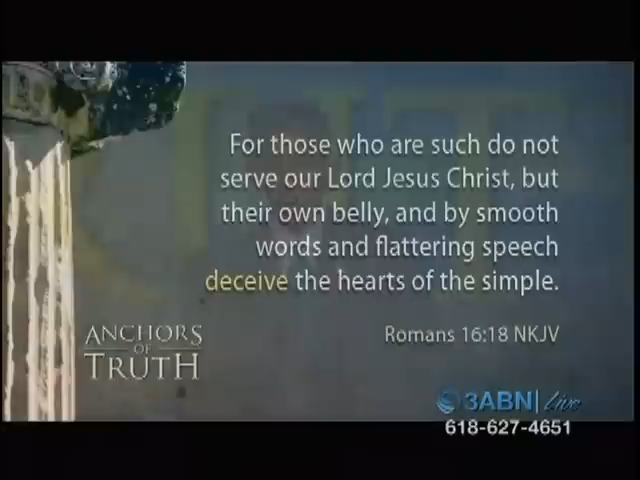 For those who are such do not
serve our Lord Jesus Christ, but
their own belly, and by smooth
words and flattering speech
deceive the hearts of the simple.
Romans 16:18 NKJV
ANCHORS
OF
TRUTH
3ABN Live
618-627-4651